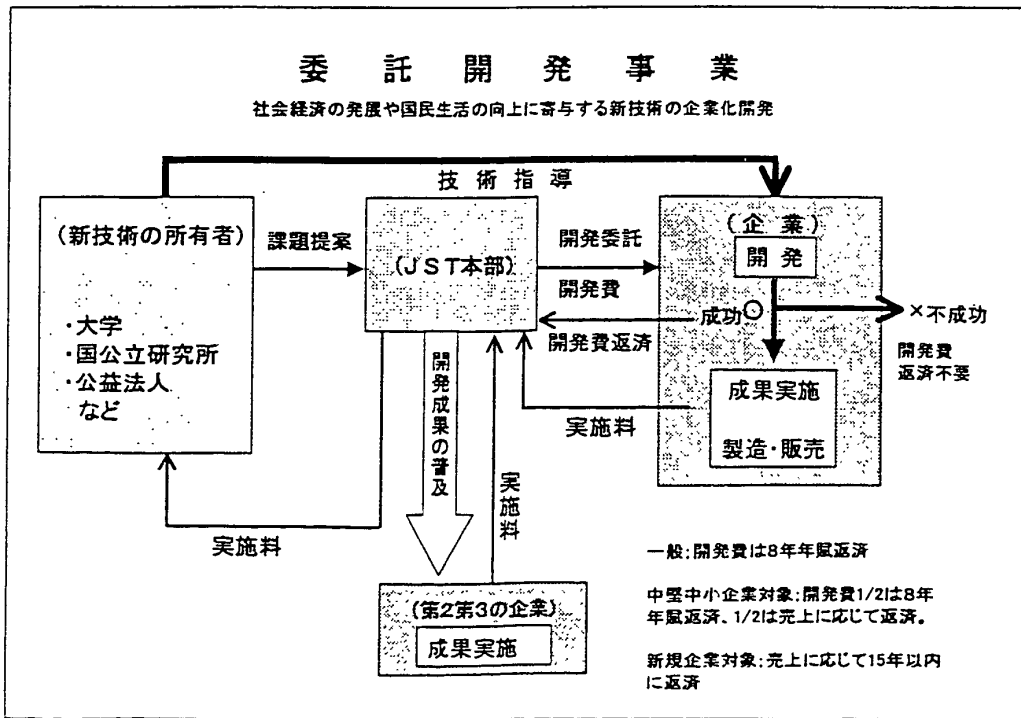 委託開発事業
社会経済の発展や国民生活の向上に寄与する新技術の企業化開発
技術指導
(新技術の所有者)
・大学
・国公立研究所
・公益法人
など
課題提案
(JST本部)
開発委託
開発費
開発費返済
(企業)
開発
成功○
×不成功
開発費
返済不要
成果実施
製造・販売
実施料
開発成果の普及
実施料
実施料
(第2第3の企業)
成果実施
一般:開発費は8年年賦返済
中堅中小企業対象:開発費1/2は8年
年賦返済、1/2は売上に応じて返済。
新規企業対象:売上に応じて15年以内
に返済